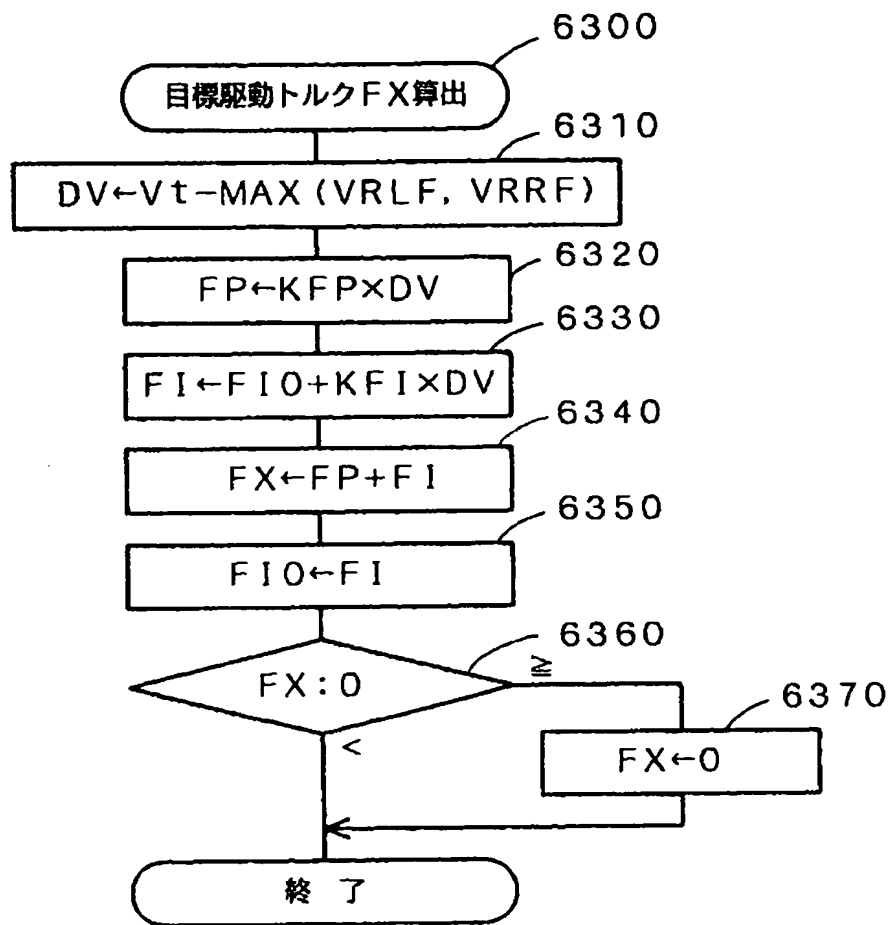 6300
目標駆動トルクFX算出
6310
DV←Vt−MAX(VRLF, VRRF)
6320
FP←KFP×DV
6330
FI←FI0+KFI×DV
6340
FX←FP+FI
6350
FI0←FI
6360
FX:0
≧
<
6370
FX←0
終 了